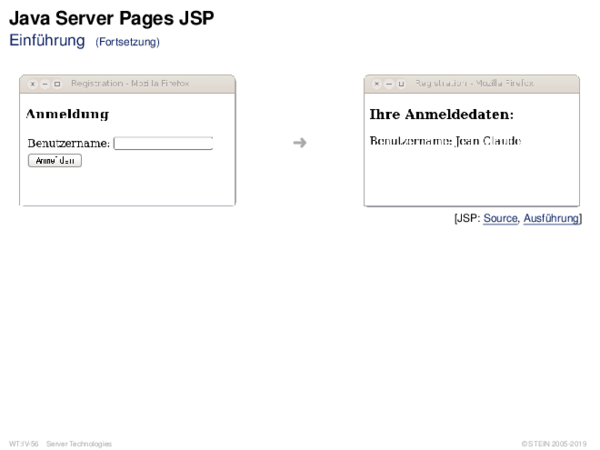 Java Server Pages JSP
Einführung (Fortsetzung)
Registration - Mozilla Firefox
Anmeldung
Benutzername:
Anmelden
➜
Registration - Mozilla Firefox
Ihre Anmeldedaten:
Benutzername: Jean Claude
[JSP: Source, Ausführung]
WT:IV-56 Server Technologies
© STEIN 2005-2019